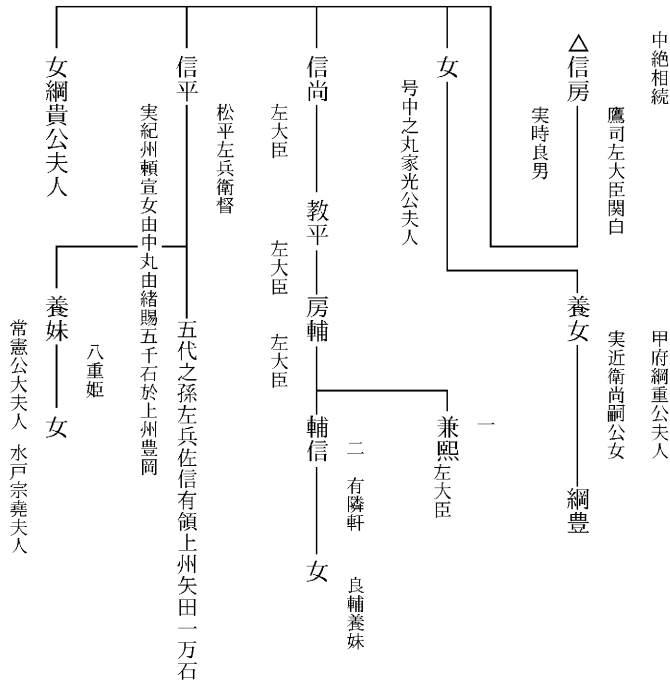 中絶相続
鷹司左大臣関白
△信房
実時良男
甲府綱重公夫人
実近衛尚嗣公女
養女
綱豊
女
号中之丸家光公夫人
信尚
左大臣
教平
左大臣
房輔
左大臣
一
兼熙左大臣
二　有隣軒
輔信
良輔養妹
女
松平左兵衛督
信平
実紀州頼宣女由中丸由緒賜五千石於上州豊岡
五代之孫左兵佐信有領上州矢田一万石
女綱貴公夫人
八重姫
養妹
常憲公大夫人　水戸宗堯夫人
女